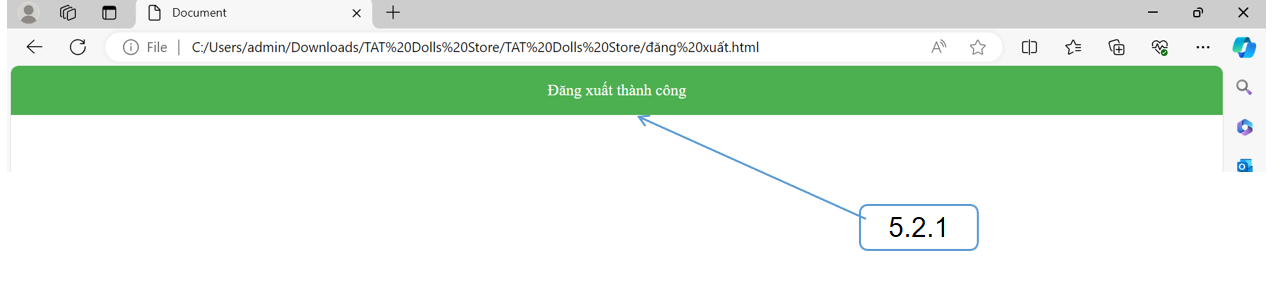 Document
File | C:/Users/admin/Downloads/TAT%20Dolls%20Store/TAT%20Dolls%20Store/đăng%20xuất.html
Đăng xuất thành công
5.2.1